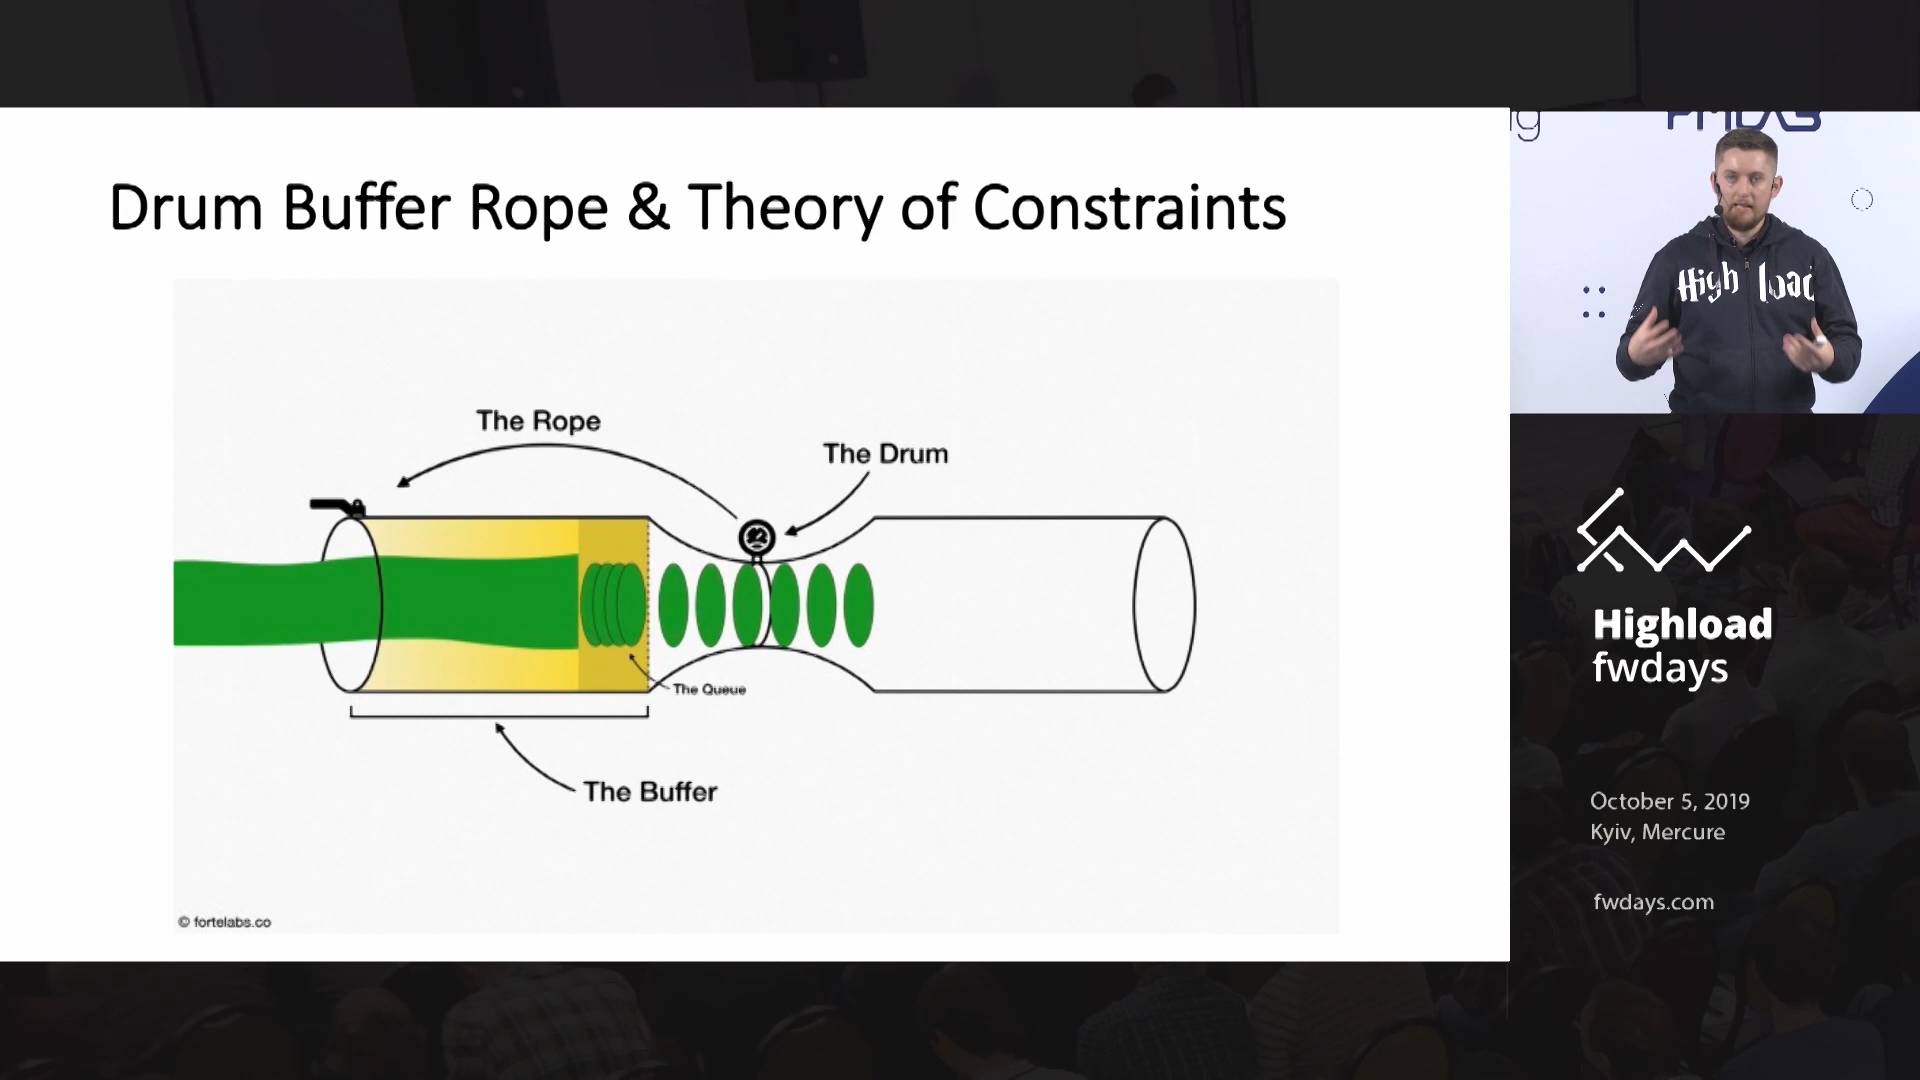 Drum Buffer Rope & Theory of Constraints
The Rope
The Drum
The Queue
The Buffer
© fortelabs.co
High load
Highload
fwdays
October 5, 2019
Kyiv, Mercure
fwdays.com